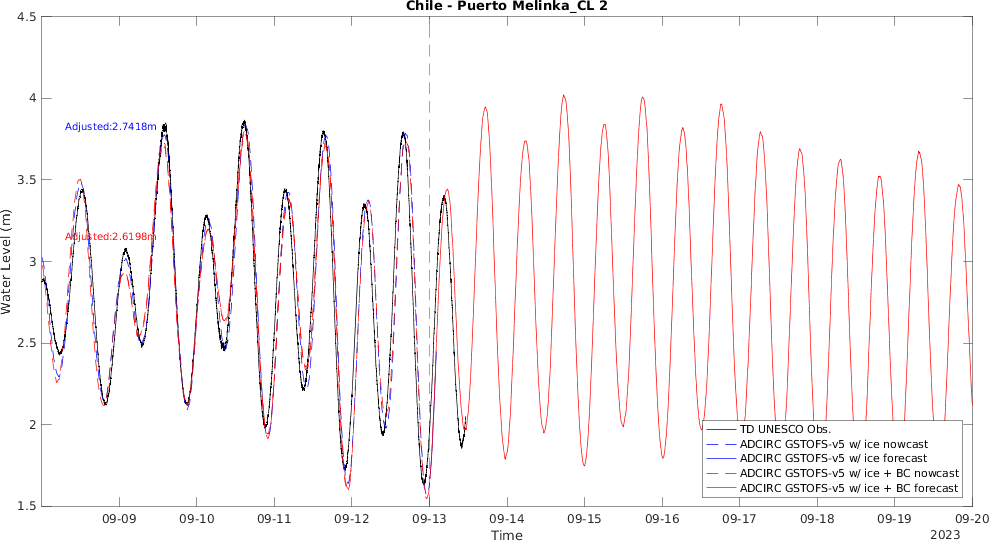 Chile - Puerto Melinka_CL 2
4.5
4
3.5
3
2.5
2
1.5
Water Level (m)
Adjusted:2.7418m
Adjusted:2.6198m
TD UNESCO Obs.
ADCIRC GSTOFS-v5 w/ ice nowcast
ADCIRC GSTOFS-v5 w/ ice forecast
ADCIRC GSTOFS-v5 w/ ice + BC nowcast
ADCIRC GSTOFS-v5 w/ ice + BC forecast
09-09 09-10 09-11 09-12 09-13 09-14 09-15 09-16 09-17 09-18 09-19 09-20
Time
2023